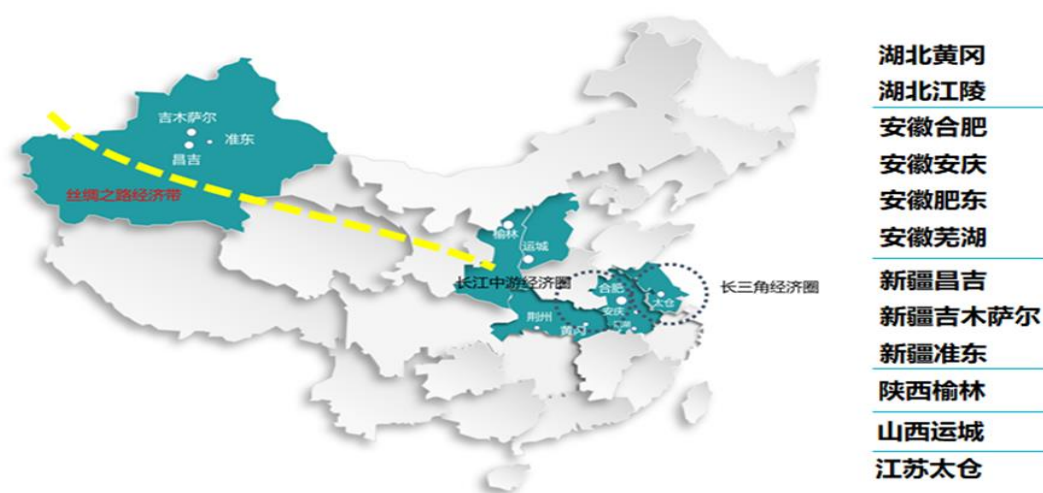 吉木萨尔
准东
昌吉
丝绸之路经济带
榆林
运城
长江中游经济圈
合肥
太仓
长三角经济圈
安庆
荆州
黄冈
湖北黄冈
湖北江陵
安徽合肥
安徽安庆
安徽肥东
安徽芜湖
新疆昌吉
新疆吉木萨尔
新疆准东
陕西榆林
山西运城
江苏太仓